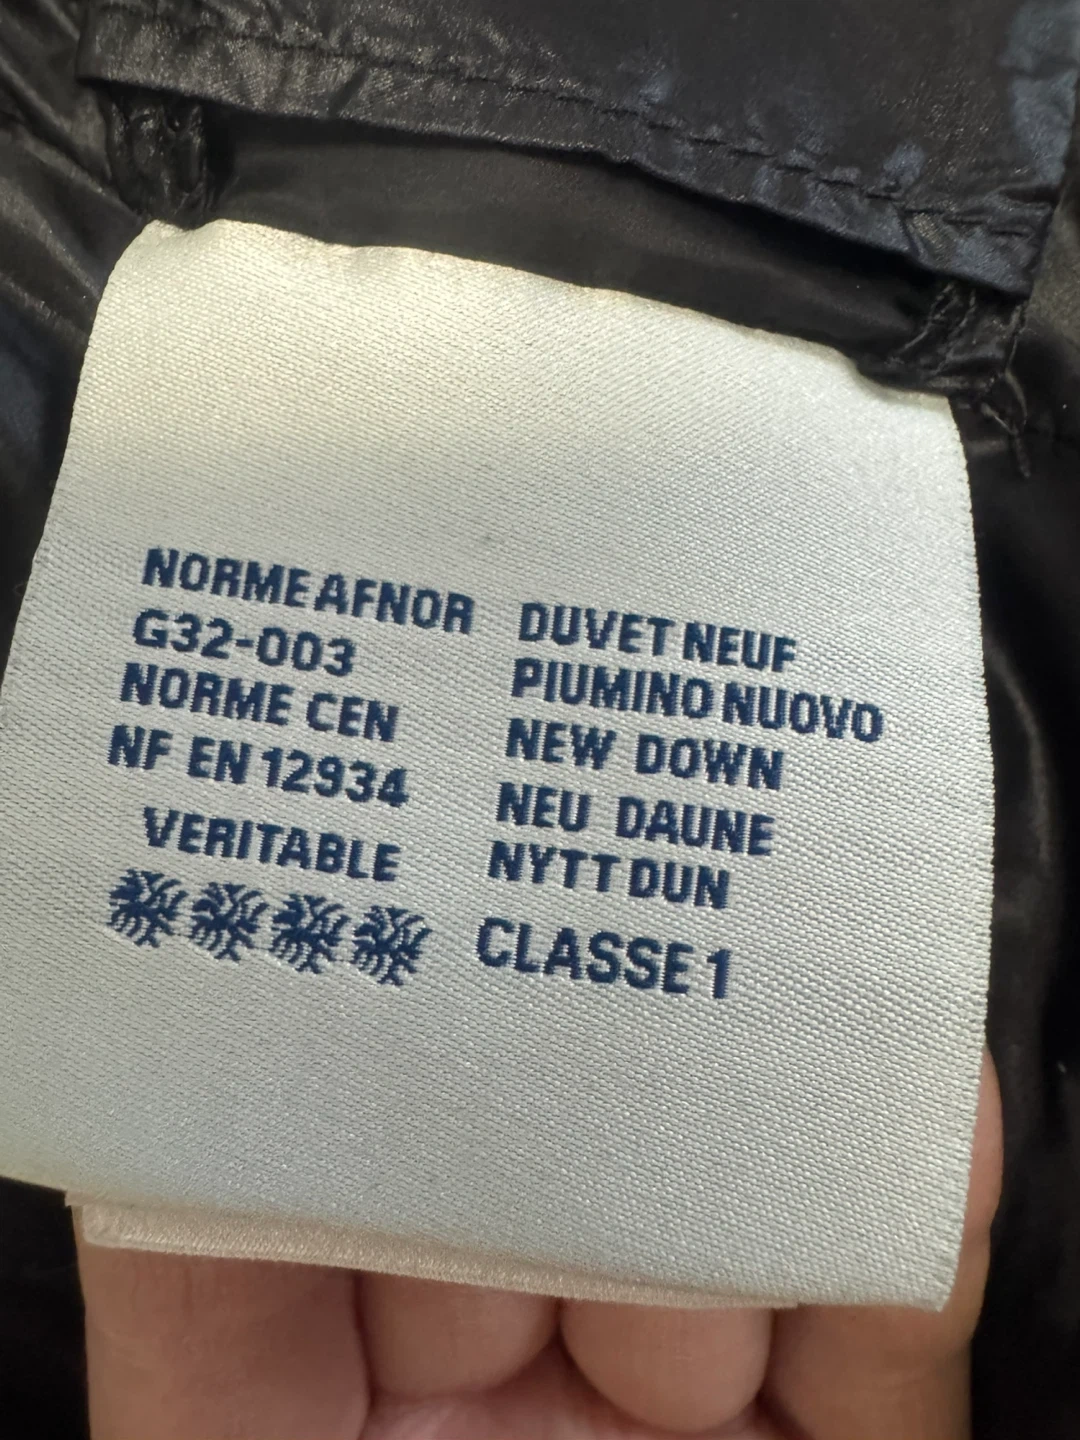 NORME AFNOR
G32-003
NORME CEN
NF EN 12934
VERITABLE
DUVET NEUF
PIUMINO NUOVO
NEW DOWN
NEU DAUNE
NYTT DUN
CLASSE 1